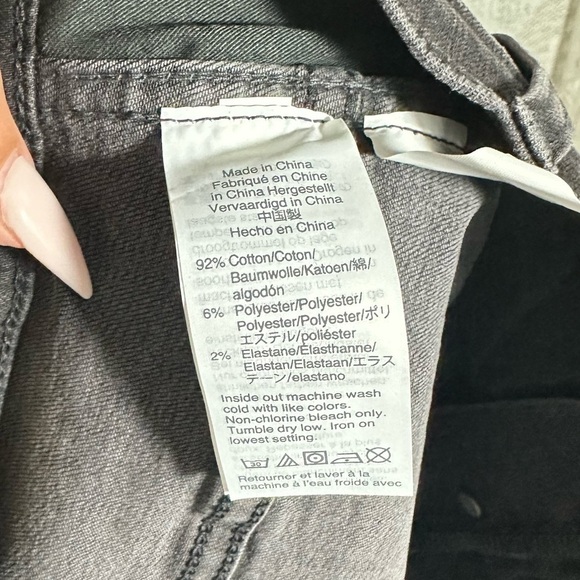 Made in China
Fabriqué en Chine
in China Hergestellt
Vervaardigd in China
中国製
Hecho en China
92% Cotton/Coton/
Baumwolle/Katoen/綿/
algodón
6% Polyester/Polyester/
Polyester/Polyester/ポリ
エステル/poliéster
2% Elastane/Élasthanne/
Elastan/Elastaan/エラス
テーン/elastano
Inside out machine wash
cold with like colors.
Non-chlorine bleach only.
Tumble dry low. Iron on
lowest setting.
30
Retourner et laver à la
machine à l'eau froide avec